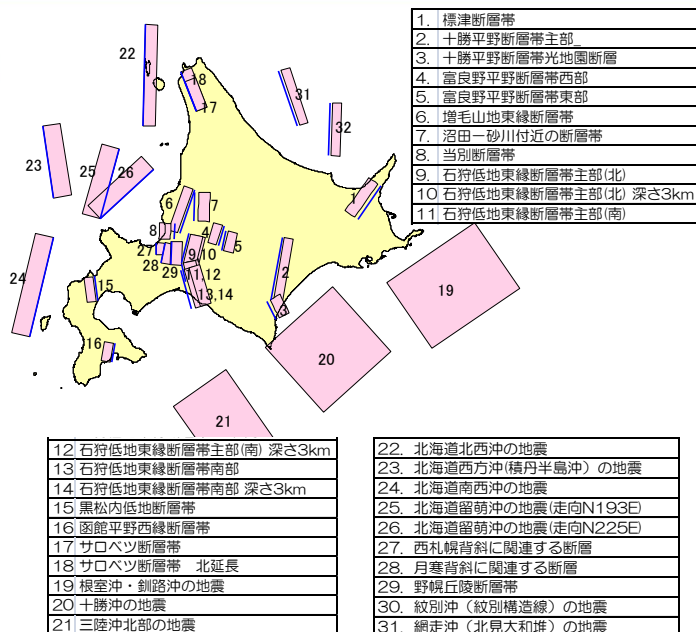 1. 標津断層帯
2. 十勝平野断層帯主部_
3. 十勝平野断層帯光地園断層
4. 富良野平野断層帯西部
5. 富良野平野断層帯東部
6. 増毛山地東縁断層帯
7. 沼田ー砂川付近の断層帯
8. 当別断層帯
9. 石狩低地東縁断層帯主部(北)
10 石狩低地東縁断層帯主部(北) 深さ3km
11 石狩低地東縁断層帯主部(南)
22
18
17
31
32
23
25
26
1
6
7
8
4
5
27
28
29
9,10
2
24
11,12
15
13,14
3
19
16
20
21
12 石狩低地東縁断層帯主部(南) 深さ3km
13 石狩低地東縁断層帯南部
14 石狩低地東縁断層帯南部 深さ3km
15 黒松内低地断層帯
16 函館平野西縁断層帯
17 サロベツ断層帯
18 サロベツ断層帯 北延長
19 根室沖・釧路沖の地震
20 十勝沖の地震
21 三陸沖北部の地震
22. 北海道北西沖の地震
23. 北海道西方沖(積丹半島沖）の地震
24. 北海道南西沖の地震
25. 北海道留萌沖の地震(走向N193E)
26. 北海道留萌沖の地震(走向N225E)
27. 西札幌背斜に関連する断層
28. 月寒背斜に関連する断層
29. 野幌丘陵断層帯
30. 紋別沖（紋別構造線）の地震
31. 網走沖（北見大和堆）の地震